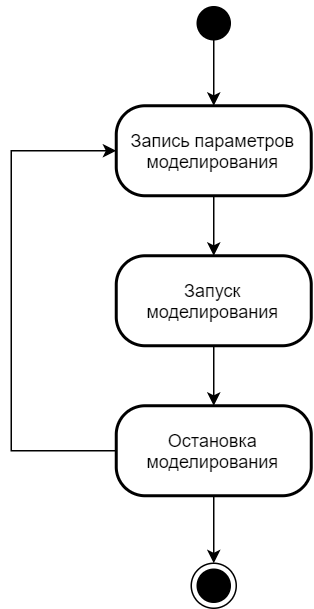 Запись параметров
моделирования
Запуск
моделирования
Остановка
моделирования